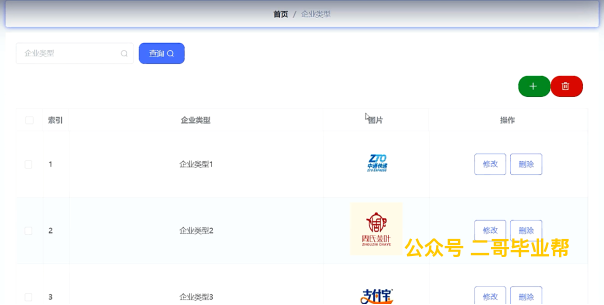 首页 / 企业类型
企业类型 查询
索引 企业类型 图片 操作
1 企业类型1 ZTO 中通快递 修改 删除
2 企业类型2 周氏茶叶 修改 删除
公众号 二哥毕业帮
3 企业类型3 支付宝 修改 删除